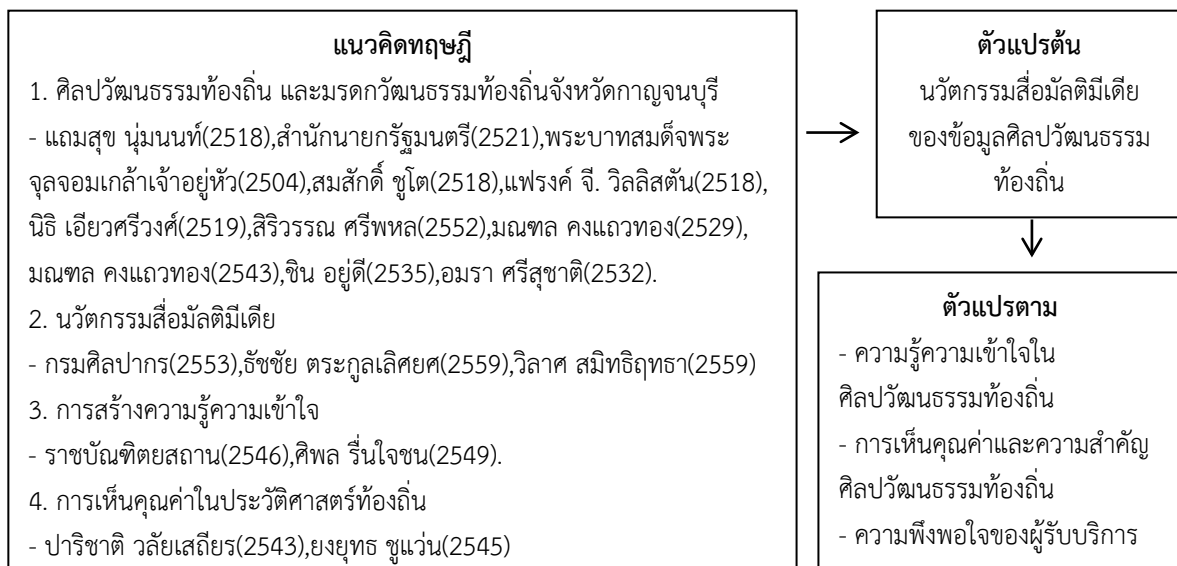 แนวคิดทฤษฎี
1. ศิลปวัฒนธรรมท้องถิ่น และมรดกวัฒนธรรมท้องถิ่นจังหวัดกาญจนบุรี
- แถมสุข นุ่มนนท์(2518),สำนักนายกรัฐมนตรี(2521),พระบาทสมเด็จพระ
จุลจอมเกล้าเจ้าอยู่หัว(2504),สมสักดิ์ ชูโต(2518),แฟรงค์ จี. วิลลิสตัน(2518),
นิธิ เอียวศรีวงศ์(2519),สิริวรรณ ศรีพหล(2552),มณฑล คงแถวทอง(2529),
มณฑล คงแถวทอง(2543),ชิน อยู่ดี(2535),อมรา ศรีสุชาติ(2532).
2. นวัตกรรมสื่อมัลติมีเดีย
- กรมศิลปากร(2553),ธัชชัย ตระกูลเลิศยศ(2559),วิลาศ สมิทธิฤทธา(2559)
3. การสร้างความรู้ความเข้าใจ
- ราชบัณฑิตยสถาน(2546),ศิพล รื่นใจชน(2549).
4. การเห็นคุณค่าในประวัติศาสตร์ท้องถิ่น
- ปาริชาติ วลัยเสถียร(2543),ยงยุทธ ชูแว่น(2545)
ตัวแปรต้น
นวัตกรรมสื่อมัลติมีเดีย
ของข้อมูลศิลปวัฒนธรรม
ท้องถิ่น
ตัวแปรตาม
- ความรู้ความเข้าใจใน
ศิลปวัฒนธรรมท้องถิ่น
- การเห็นคุณค่าและความสำคัญ
ศิลปวัฒนธรรมท้องถิ่น
- ความพึงพอใจของผู้รับบริการ